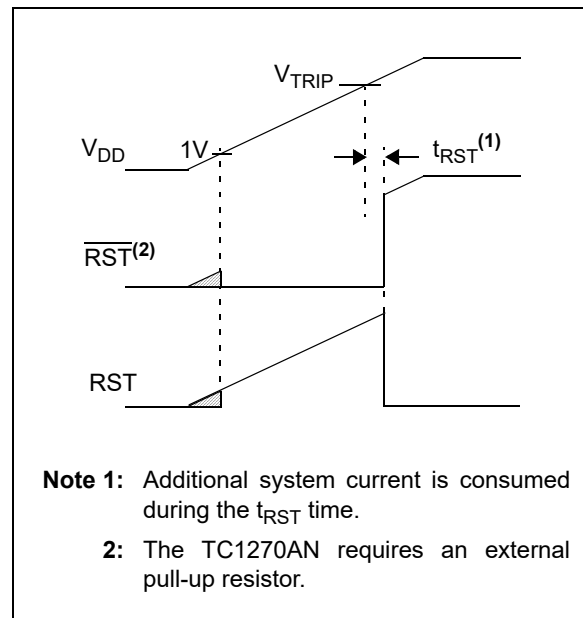 V_TRIP
V_DD
1V
t_RST^(1)
R̅S̅T̅^(2)
RST
Note 1: Additional system current is consumed
during the t_RST time.
2: The TC1270AN requires an external
pull-up resistor.